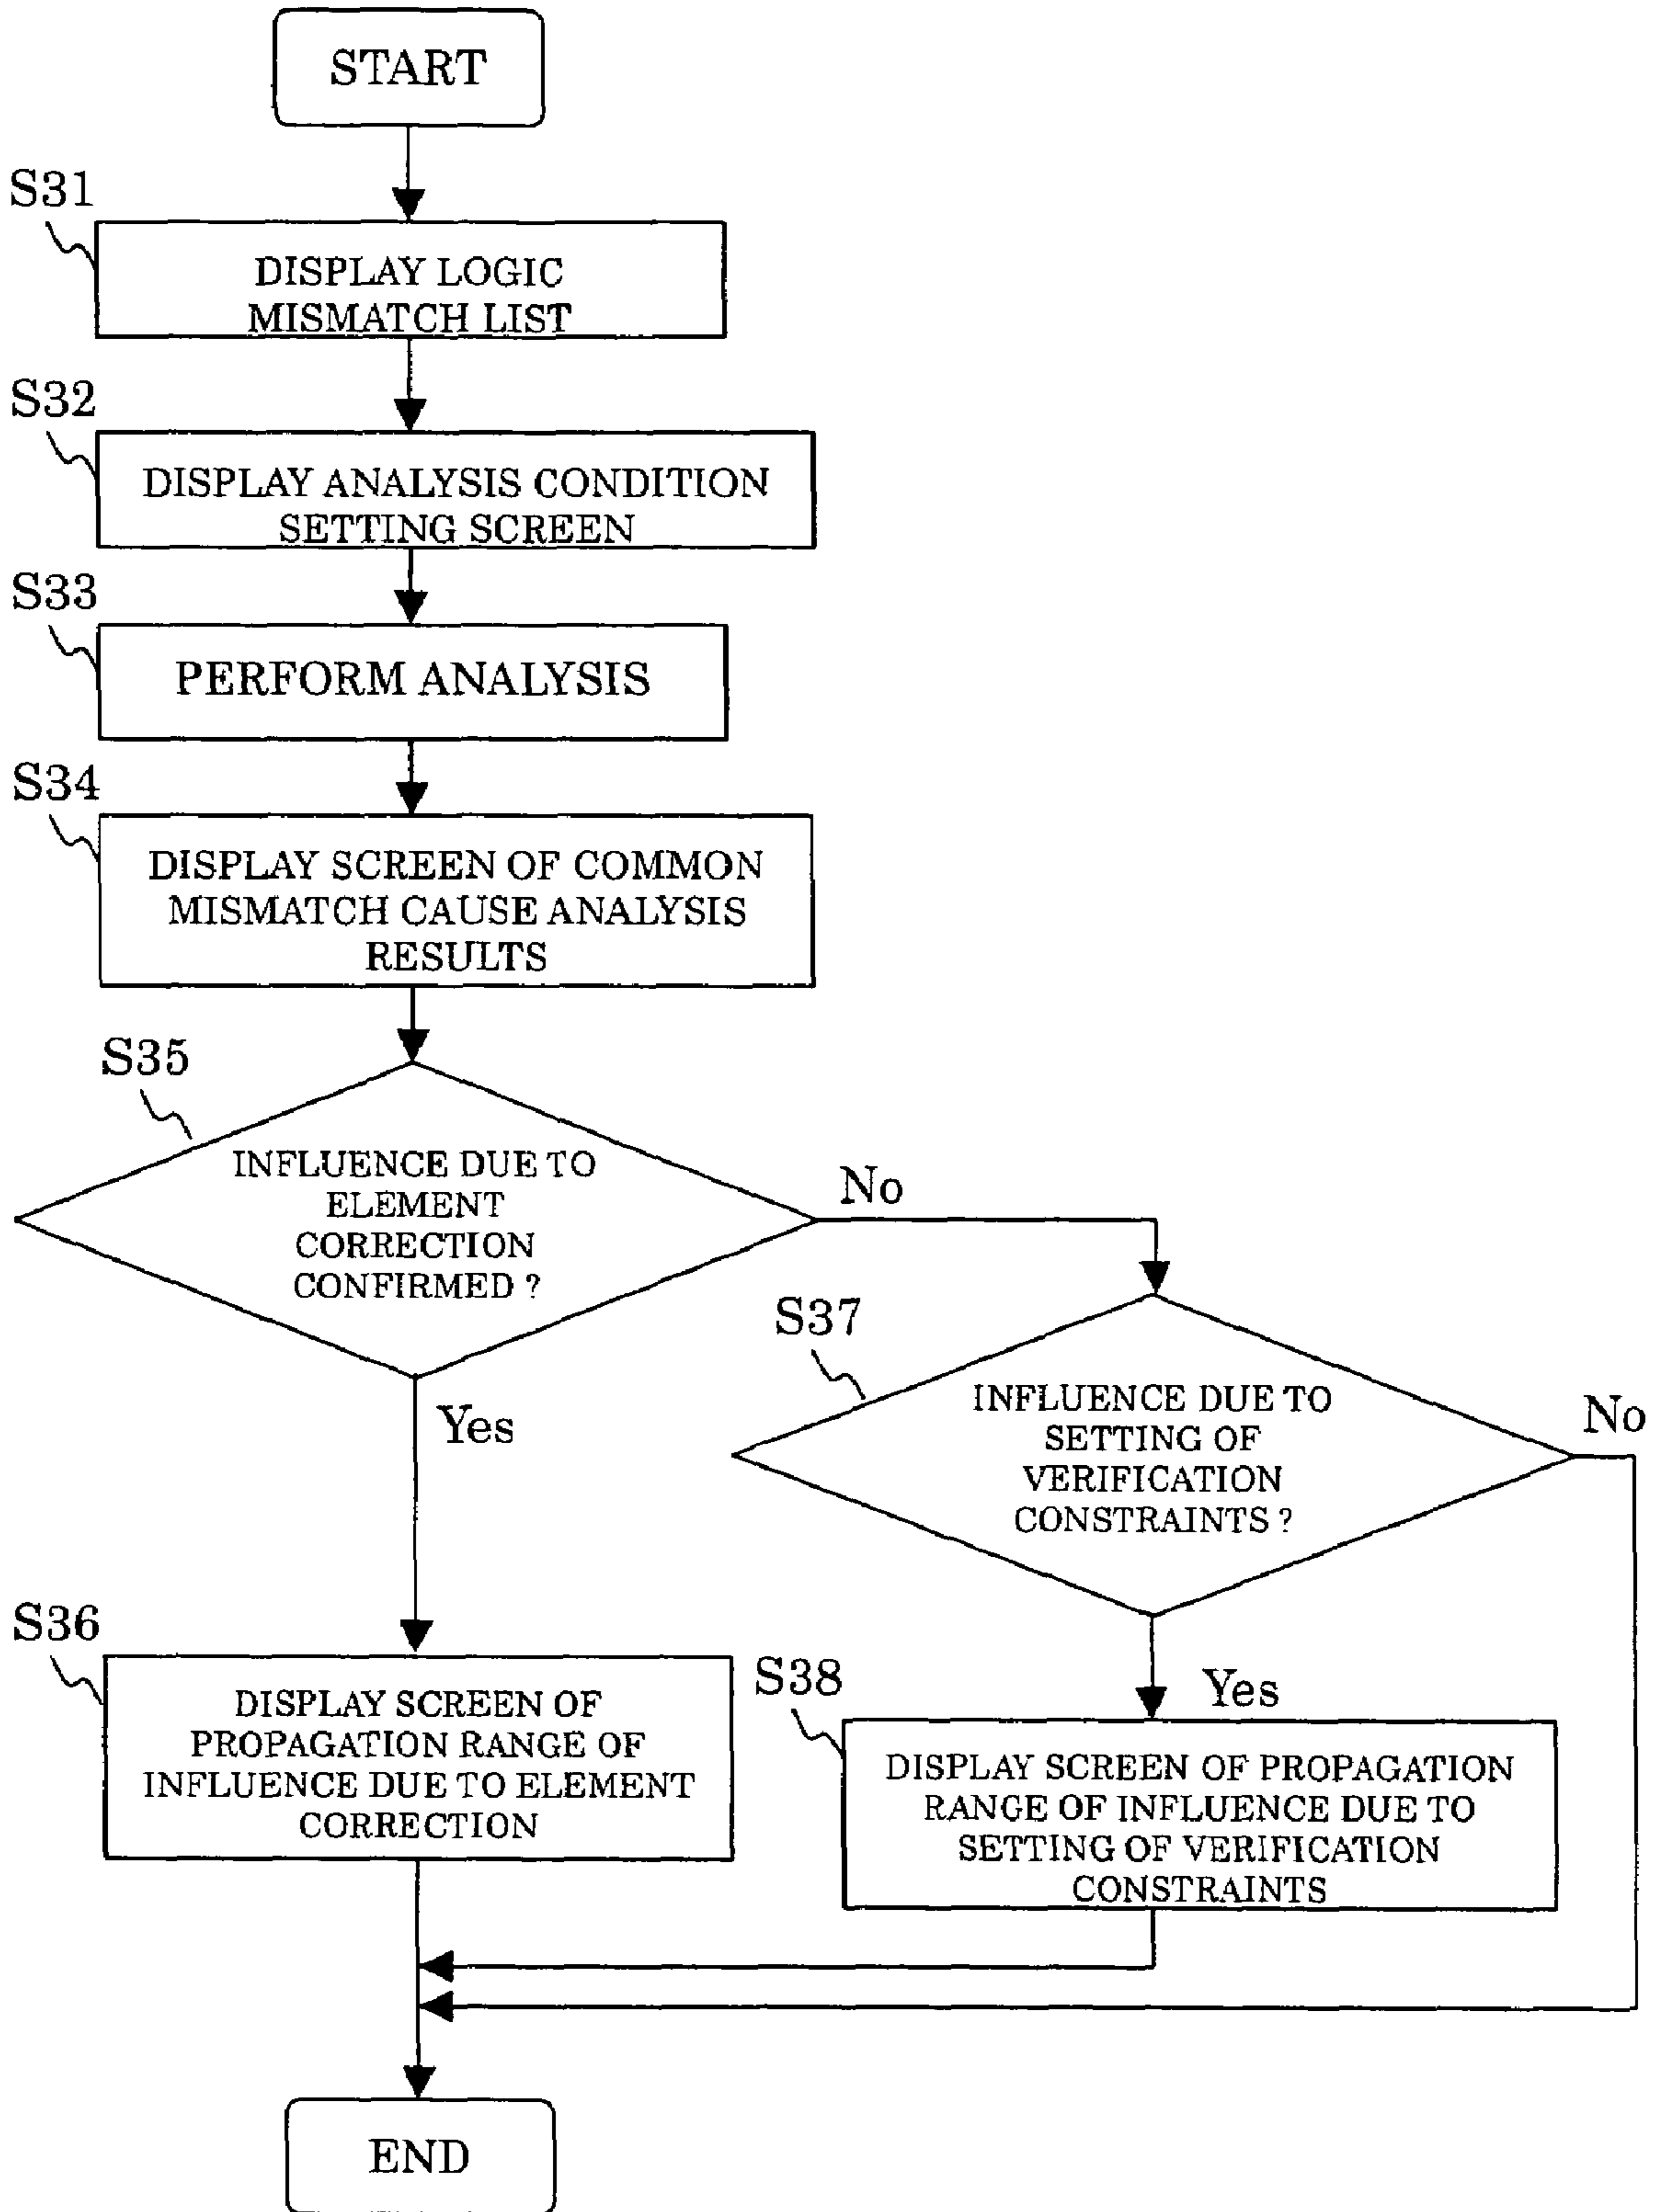 START
S31
DISPLAY LOGIC
MISMATCH LIST
S32
DISPLAY ANALYSIS CONDITION
SETTING SCREEN
S33
PERFORM ANALYSIS
S34
DISPLAY SCREEN OF COMMON
MISMATCH CAUSE ANALYSIS
RESULTS
S35
INFLUENCE DUE TO
ELEMENT
CORRECTION
CONFIRMED ?
No
Yes
S37
INFLUENCE DUE TO
SETTING OF
VERIFICATION
CONSTRAINTS ?
No
Yes
S36
DISPLAY SCREEN OF
PROPAGATION RANGE OF
INFLUENCE DUE TO ELEMENT
CORRECTION
S38
DISPLAY SCREEN OF PROPAGATION
RANGE OF INFLUENCE DUE TO
SETTING OF VERIFICATION
CONSTRAINTS
END